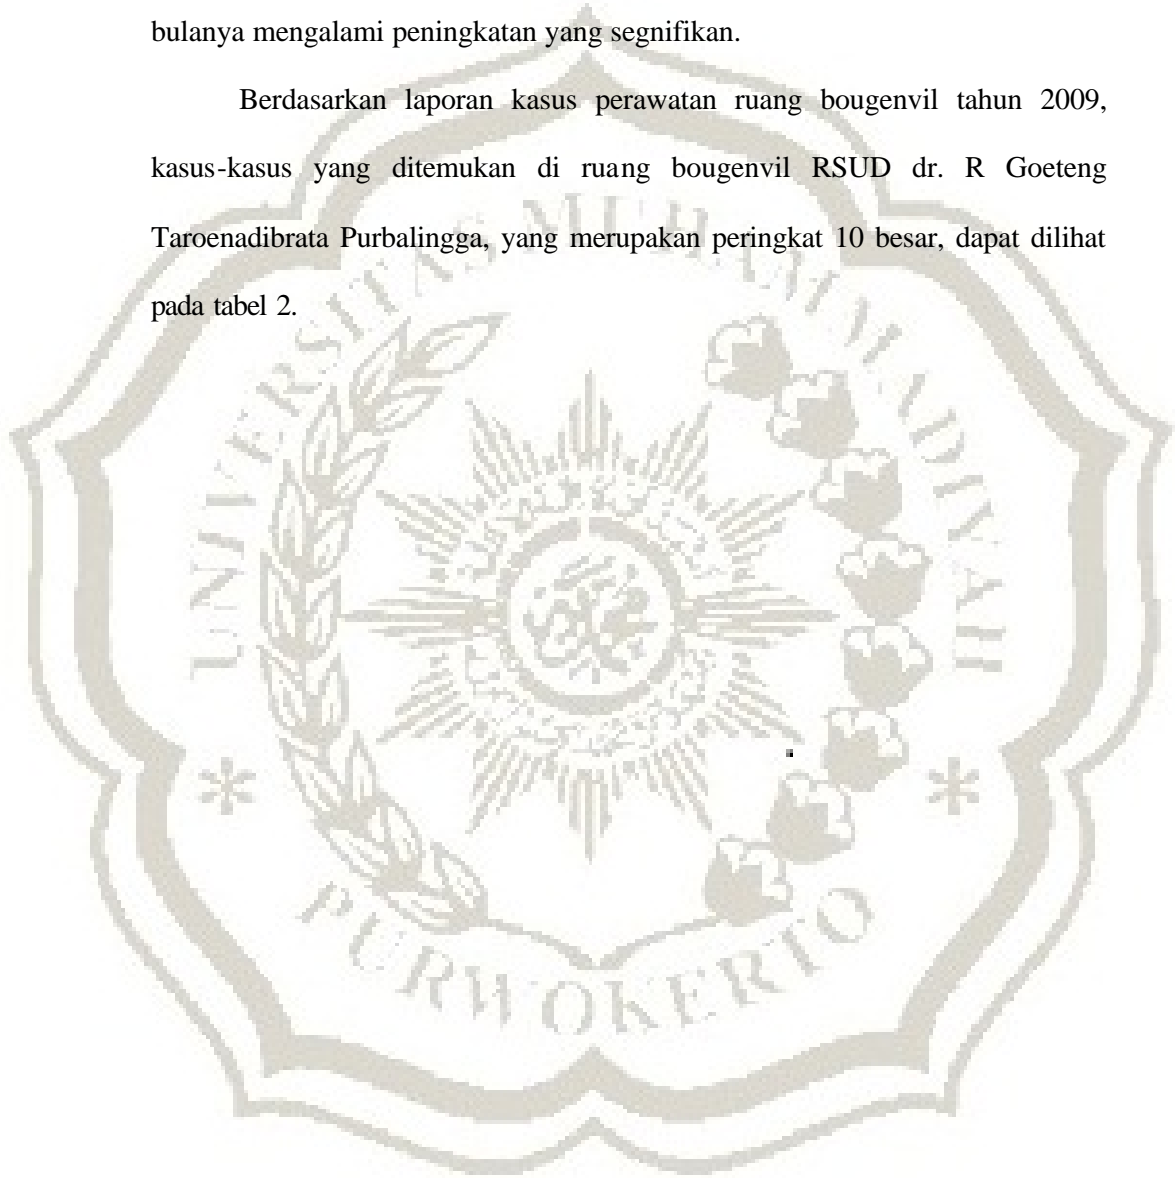 bulanya mengalami peningkatan yang segnifikan.
Berdasarkan laporan kasus perawatan ruang bougenvil tahun 2009,
kasus-kasus yang ditemukan di ruang bougenvil RSUD dr. R Goeteng
Taroenadibrata Purbalingga, yang merupakan peringkat 10 besar, dapat dilihat
pada tabel 2.
UNIVERSITAS MUHAMMADIYAH
PURWOKERTO